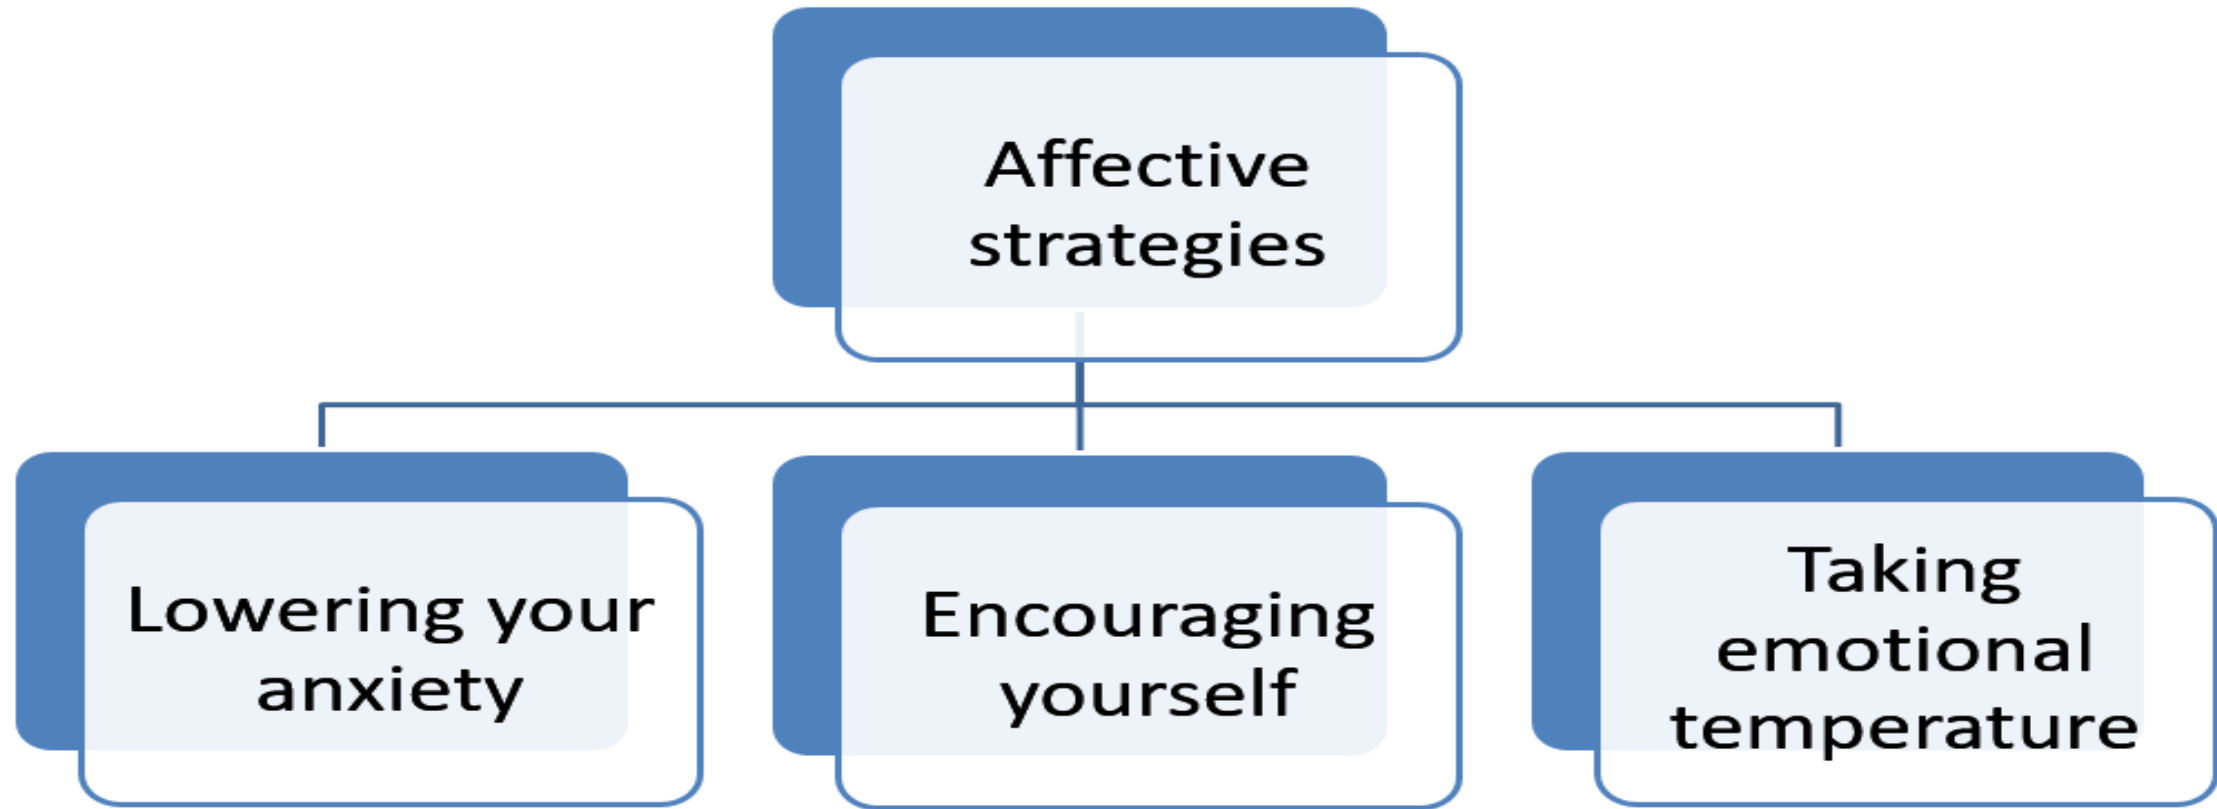 Affective
strategies
Lowering your
anxiety
Encouraging
yourself
Taking
emotional
temperature